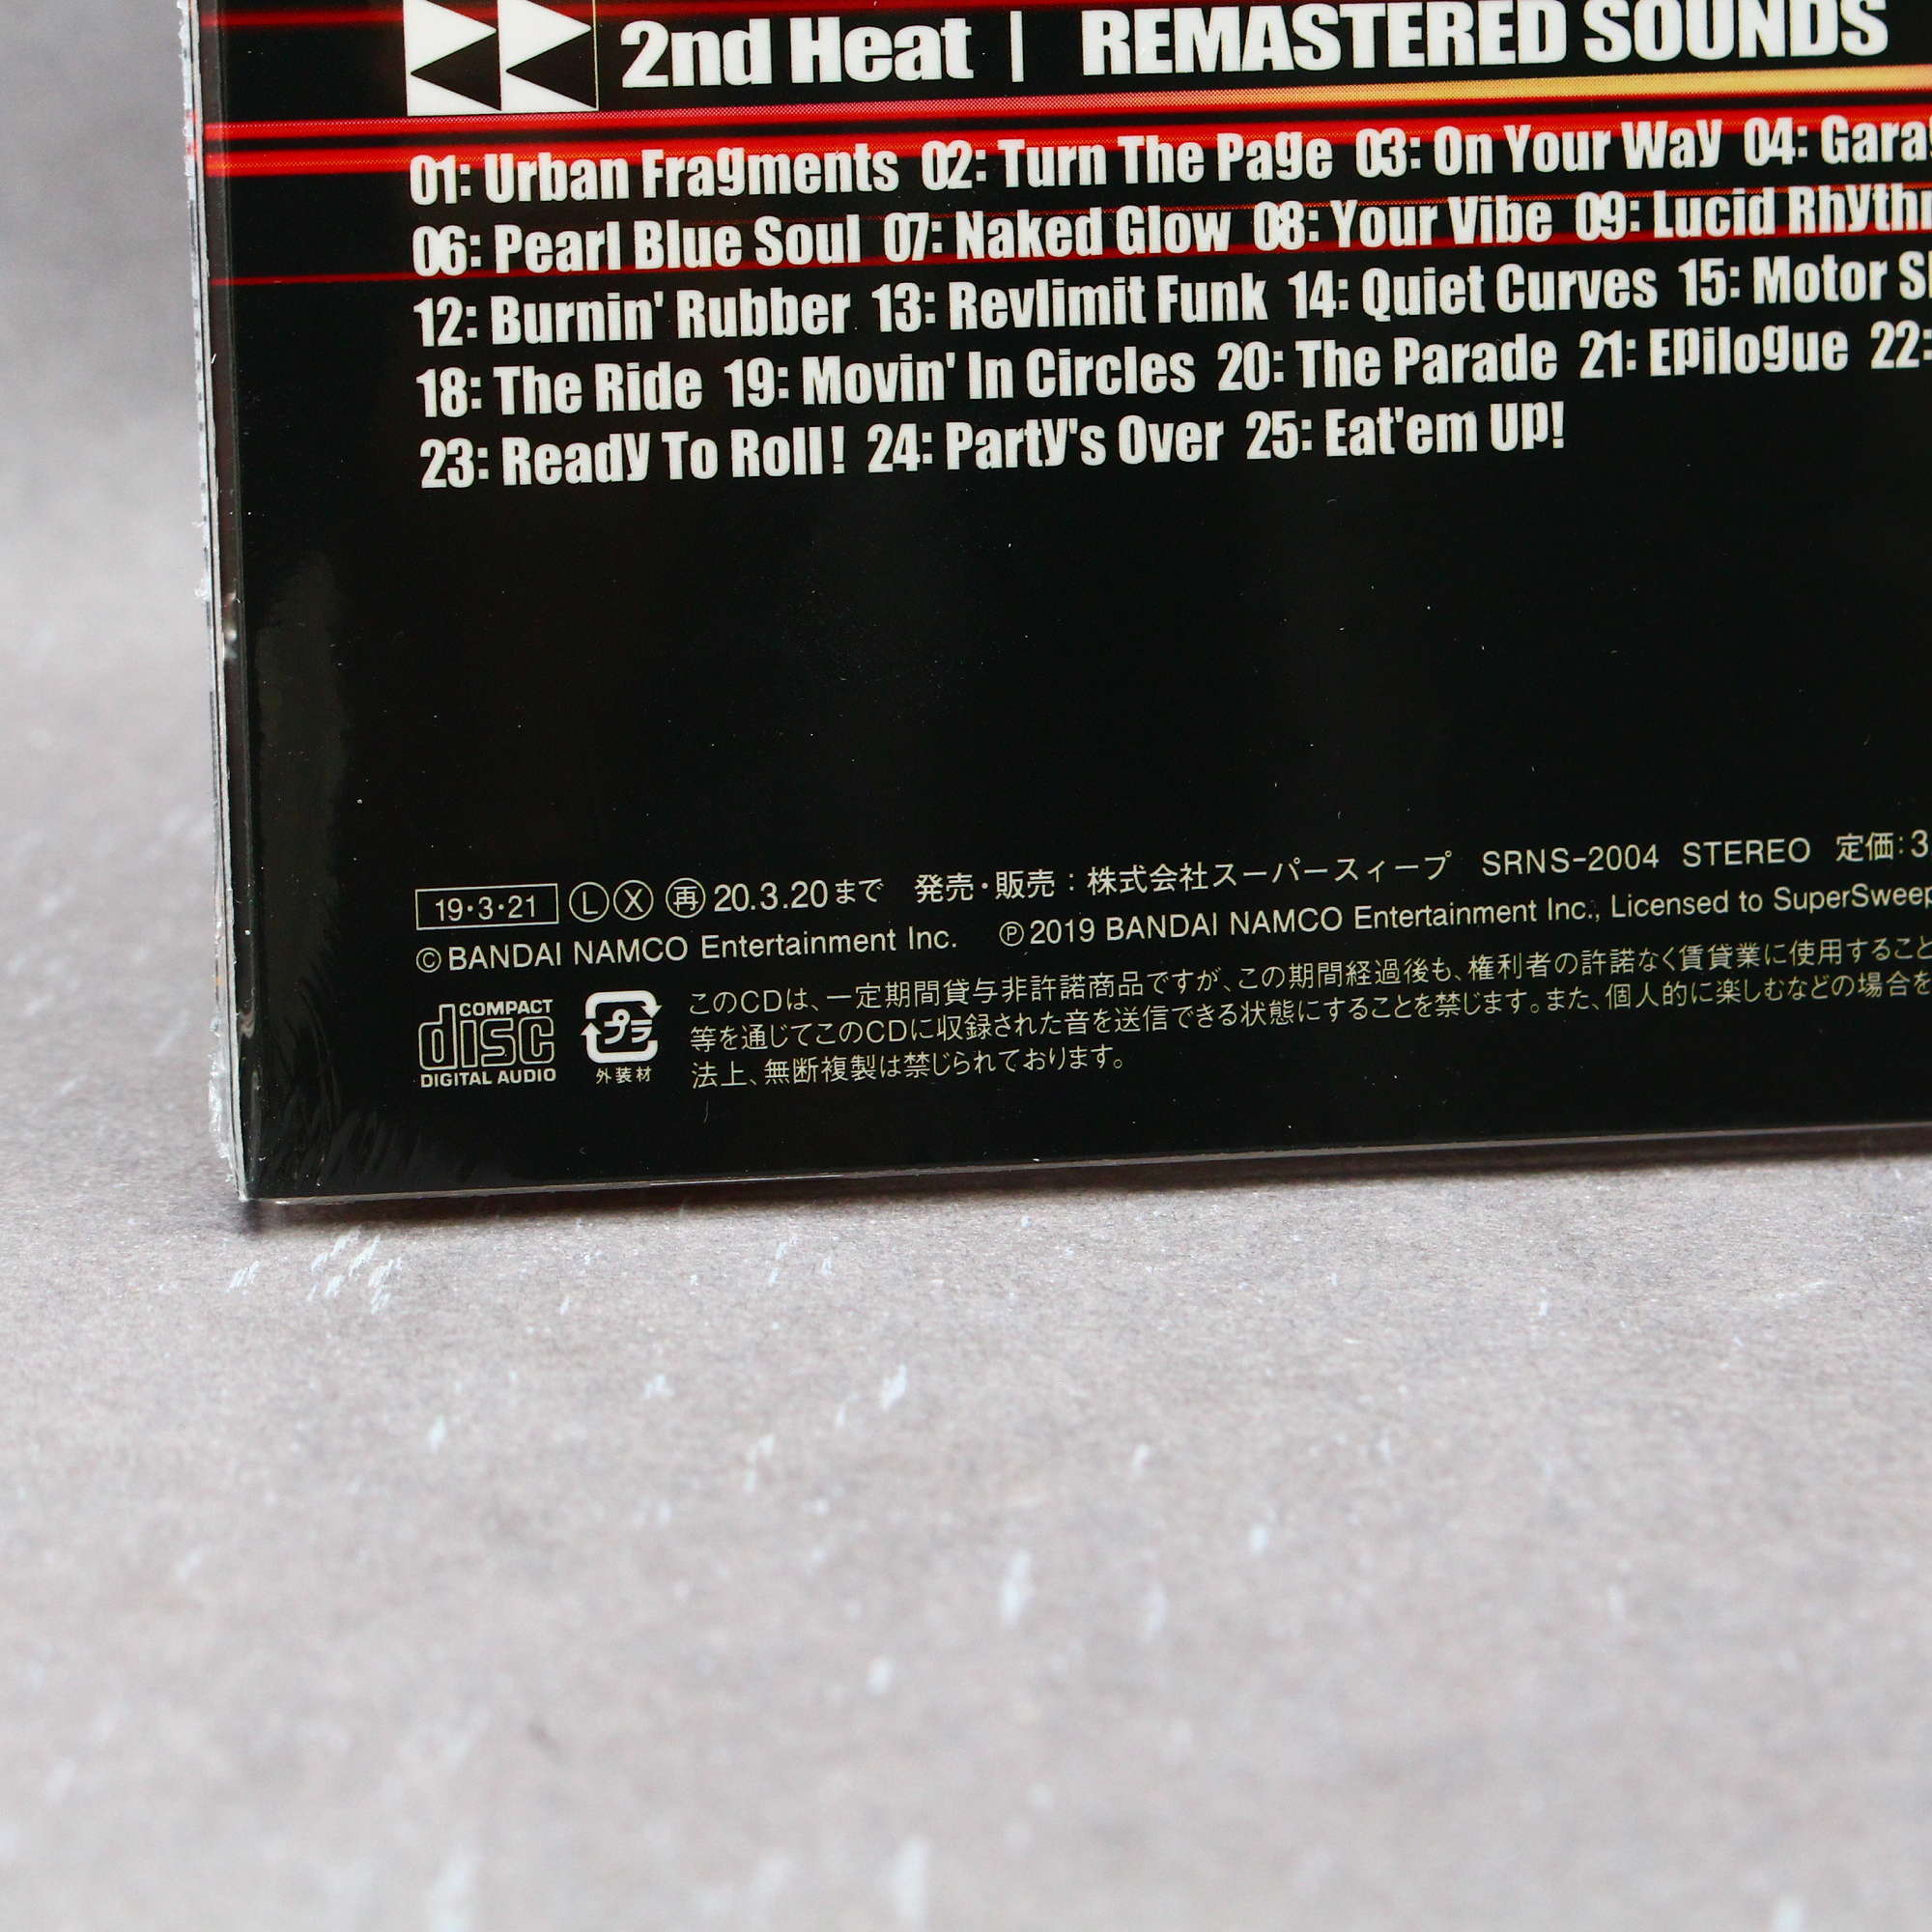 2nd Heat | REMASTERED SOUNDS
01: Urban Fragments 02: Turn The Page 03: On Your Way 04:
06: Pearl Blue Soul 07: Naked Glow 08: Your Vibe 09: Lucid
12: Burnin' Rubber 13: Revlimit Funk 14: Quiet Curves 15: Motor
18: The Ride 19: Movin' In Circles 20: The Parade 21: Epilogue 22:
23: Ready To Roll! 24: Party's Over 25: Eat'em Up!
19・3・21 Ⓛ Ⓧ ㊢ 20.3.20まで 発売・販売：株式会社スーパースィープ SRNS-2004 STEREO 定価：3
©BANDAI NAMCO Entertainment Inc. ℗2019 BANDAI NAMCO Entertainment Inc., Licensed to SuperSweep
COMPACT
disc
DIGITAL AUDIO
プラ
外装材
このCDは、一定期間貸与非許諾商品ですが、この期間経過後も、権利者の許諾なく賃貸業に使用すること
等を通じてこのCDに収録された音を送信できる状態にすることを禁じます。また、個人的に楽しむなどの場合を
法上、無断複製は禁じられております。